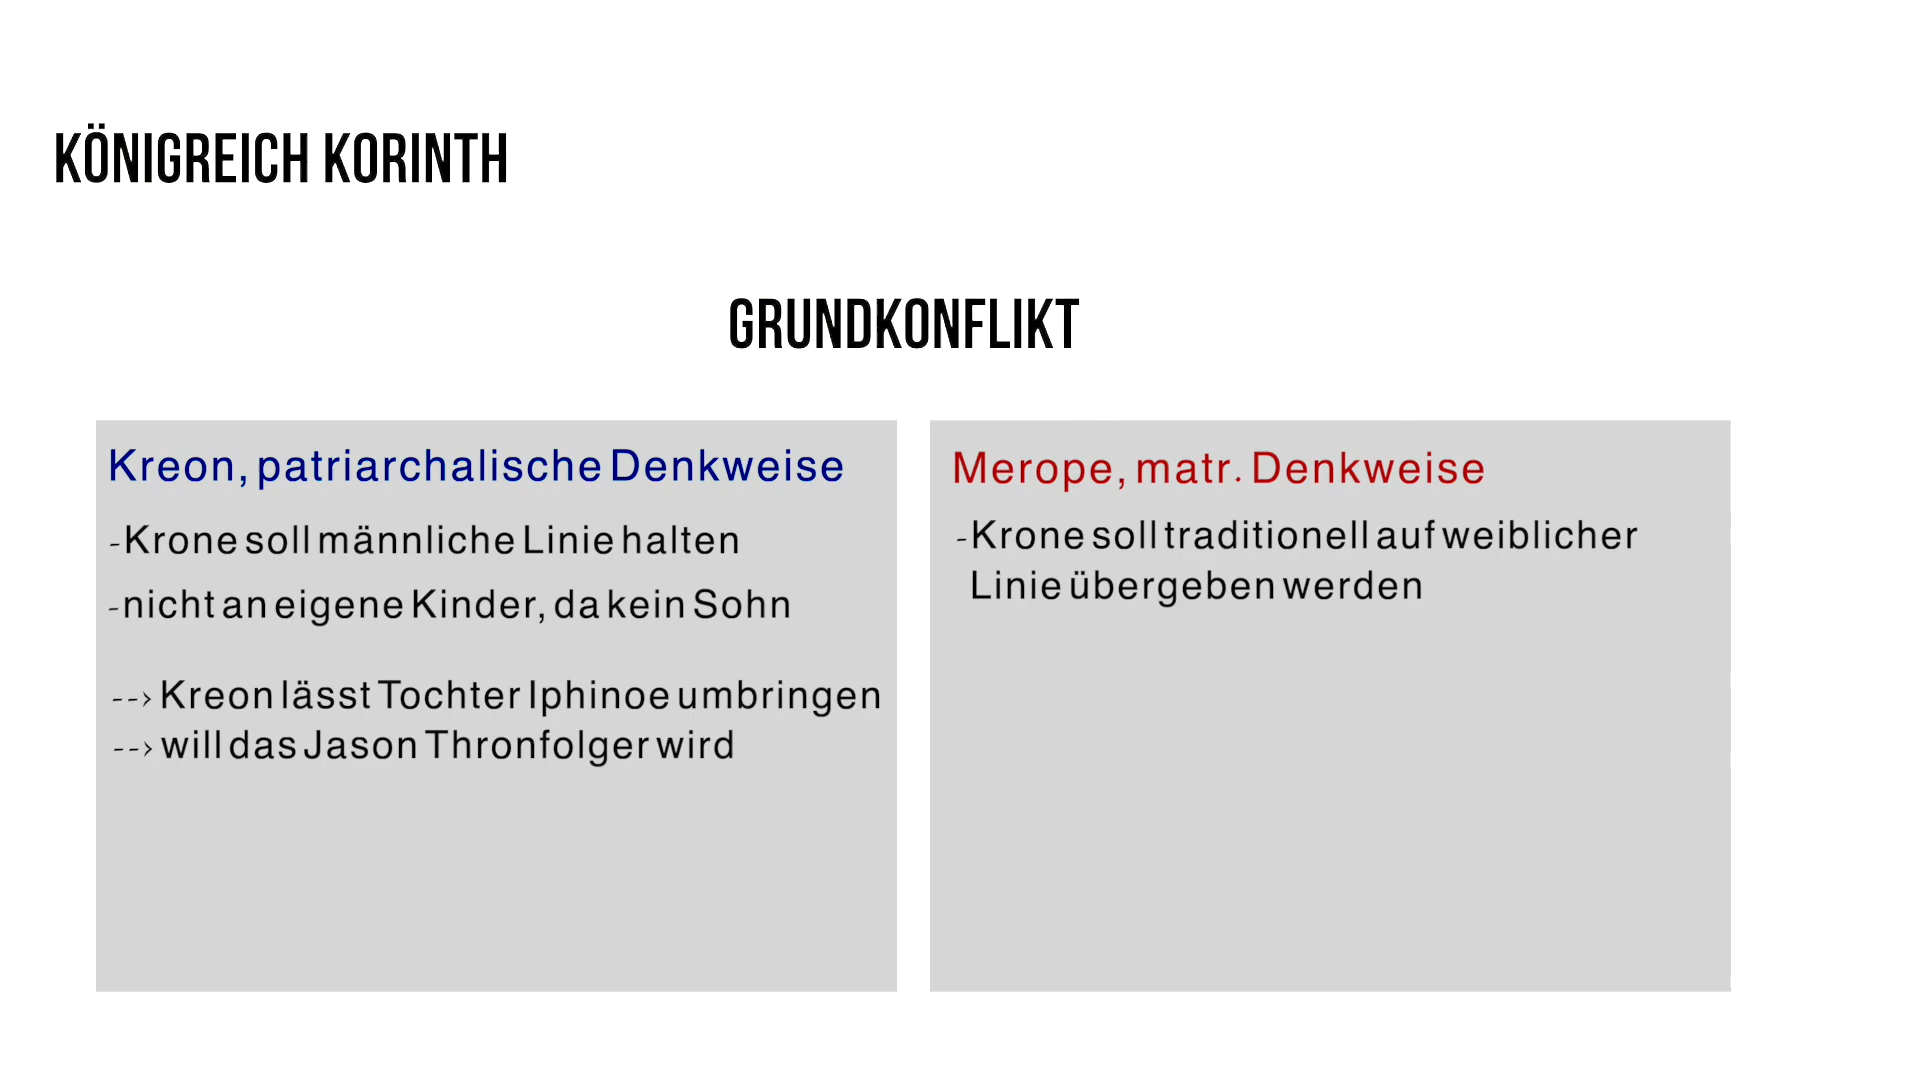 KÖNIGREICH KORINTH
GRUNDKONFLIKT
Kreon, patriarchalische Denkweise
-Krone soll männliche Linie halten
-nicht an eigene Kinder, da kein Sohn
--> Kreon lässt Tochter Iphinoe umbringen
--> will das Jason Thronfolger wird
Merope, matr. Denkweise
-Krone soll traditionell auf weiblicher
Linie übergeben werden